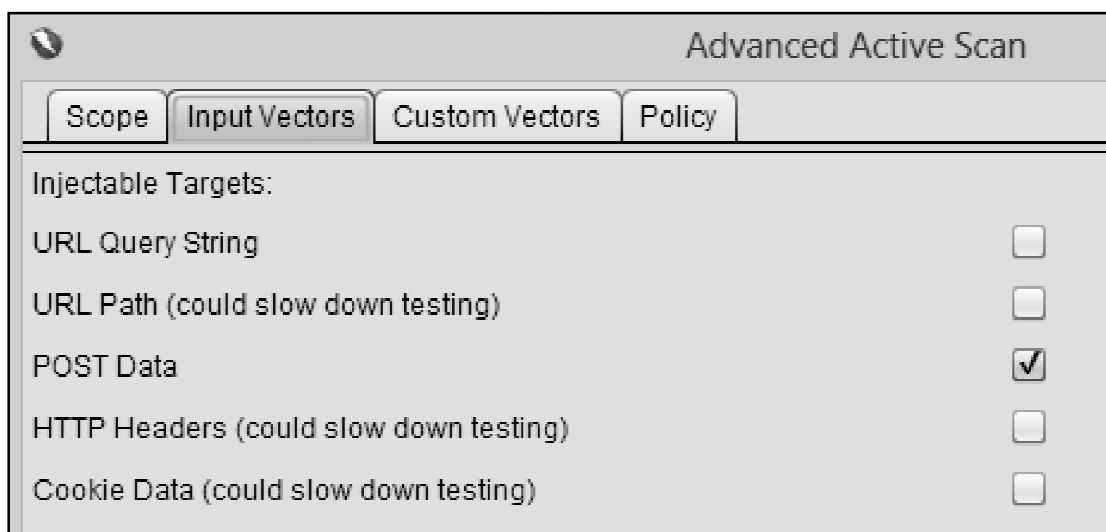 Advanced Active Scan
Scope Input Vectors Custom Vectors Policy
Injectable Targets:
URL Query String
URL Path (could slow down testing)
POST Data
HTTP Headers (could slow down testing)
Cookie Data (could slow down testing)